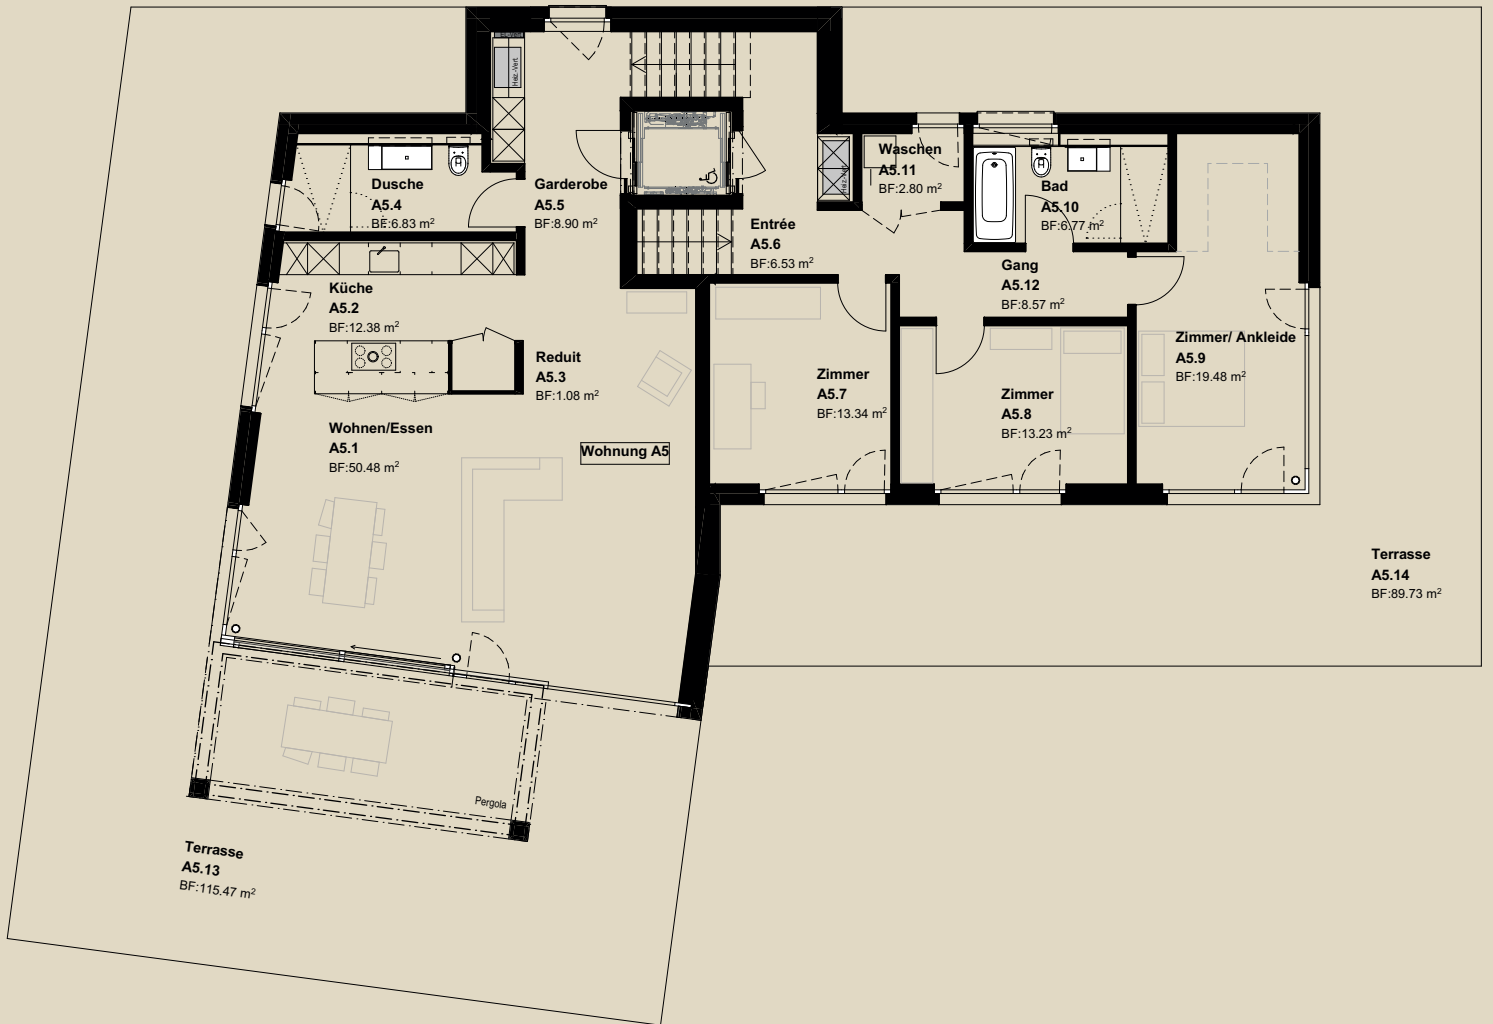 Heiz.-Vert.
Waschen
A5.11
BF:2.80 m²
Heiz.-Vert.
Dusche
A5.4
BF:6.83 m²
Garderobe
A5.5
BF:8.90 m²
Bad
A5.10
BF:6.77 m²
Entrée
A5.6
BF:6.53 m²
Gang
A5.12
BF:8.57 m²
Küche
A5.2
BF:12.38 m²
Reduit
A5.3
BF:1.08 m²
Zimmer
A5.7
BF:13.34 m²
Zimmer
A5.8
BF:13.23 m²
Zimmer/ Ankleide
A5.9
BF:19.48 m²
Wohnen/Essen
A5.1
BF:50.48 m²
Wohnung A5
Terrasse
A5.14
BF:89.73 m²
Pergola
Terrasse
A5.13
BF:115.47 m²